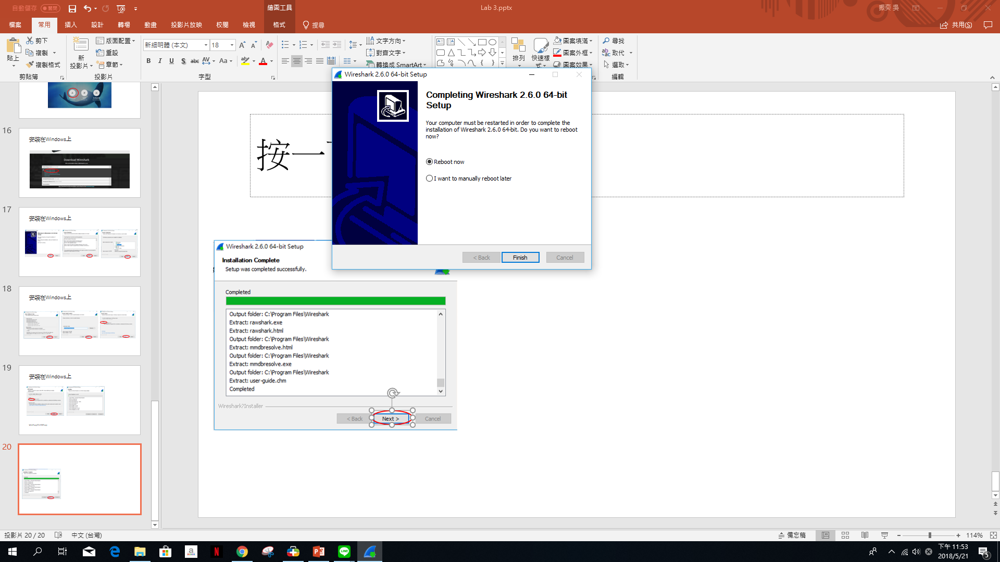 自動儲存 關閉
繪圖工具
Lab 3.pptx
振奕 吳
檔案 常用 插入 設計 轉場 動畫 投影片放映 校閱 檢視 格式 搜尋 共用(S)
貼上
剪下
複製
複製格式
剪貼簿
新
投影片
版面配置
重設
章節
投影片
新細明體 (本文) 18
B I U S abc AV Aa A
字型
文字方向
對齊文字
轉換成 SmartArt
排列
快速樣
式
圖案填滿
圖案外框
圖案效果
尋找
取代
選取
編輯
16
安裝在Windows上
Download Wireshark
17
安裝在Windows上
18
安裝在Windows上
19
安裝在Windows上
20
按一
Wireshark 2.6.0 64-bit Setup
Completing Wireshark 2.6.0 64-bit
Setup
Your computer must be restarted in order to complete the
installation of Wireshark 2.6.0 64-bit. Do you want to reboot
now?
Reboot now
I want to manually reboot later
< Back Finish Cancel
Wireshark 2.6.0 64-bit Setup
Installation Complete
Setup was completed successfully.
Completed
Output folder: C:\Program Files\Wireshark
Extract: rawshark.exe
Extract: rawshark.html
Output folder: C:\Program Files\Wireshark
Extract: mmdbresolve.html
Output folder: C:\Program Files\Wireshark
Extract: mmdbresolve.exe
Output folder: C:\Program Files\Wireshark
Extract: user-guide.chm
Completed
Wireshark?Installer
< Back Next > Cancel
投影片 20 / 20 中文 (台灣)
備忘稿 114%
下午 11:53
2018/5/21
5